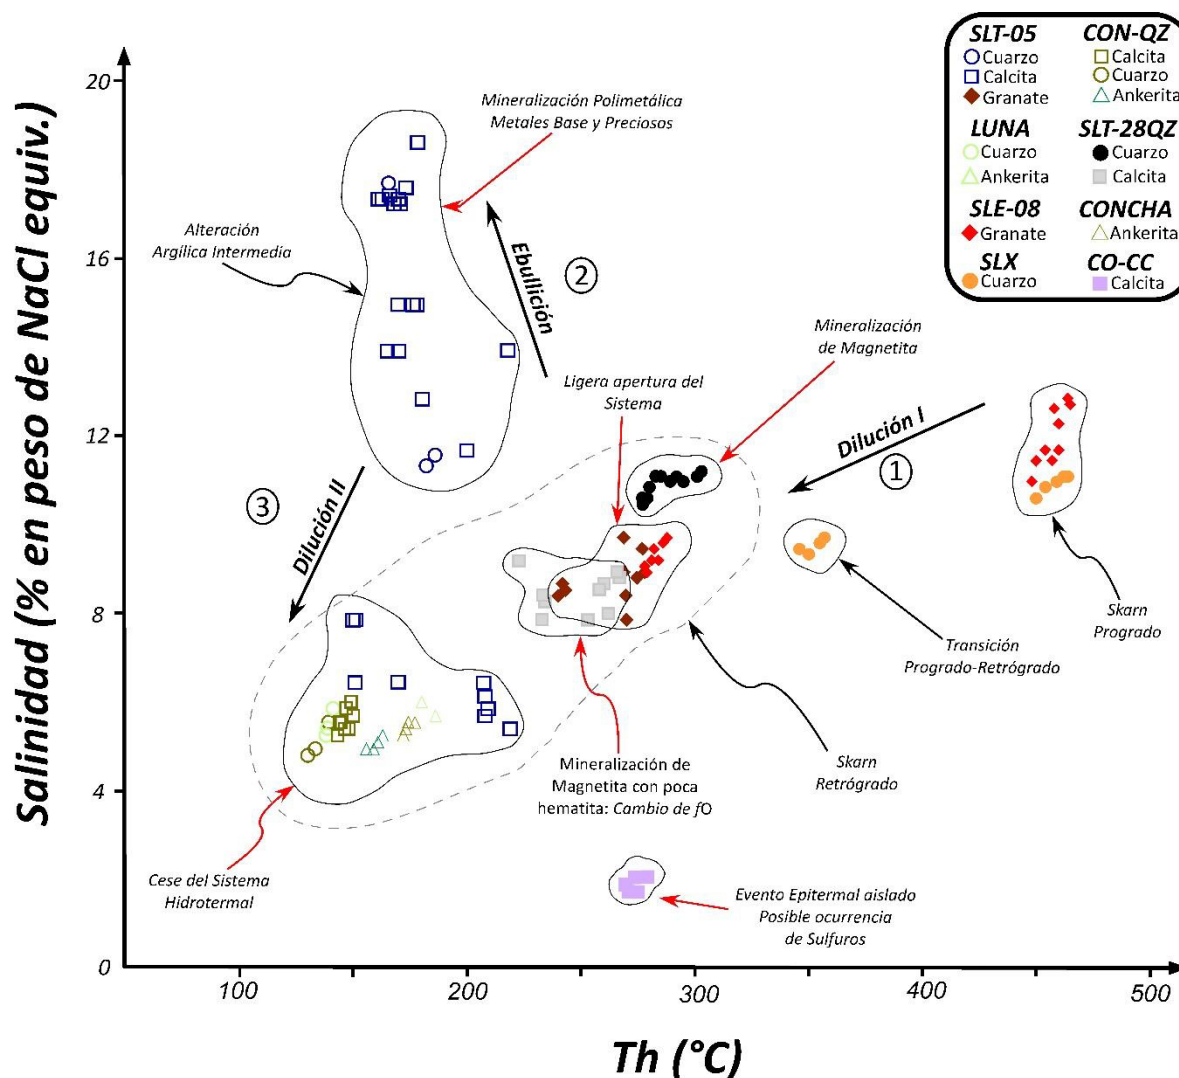 SLT-05
Cuarzo
Calcita
Granate
LUNA
Cuarzo
Ankerita
SLE-08
Granate
SLX
Cuarzo
CON-QZ
Calcita
Cuarzo
Ankerita
SLT-28QZ
Cuarzo
Calcita
CONCHA
Ankerita
CO-CC
Calcita
Salinidad (% en peso de NaCl equiv.)
20
16
12
8
4
0
Mineralización Polimetálica
Metales Base y Preciosos
Alteración
Argílica Intermedia
Ebullición
2
Mineralización
de Magnetita
Ligera apertura del
Sistema
Dilución I
1
3
Dilución II
Skarn
Progrado
Transición
Progrado-Retrógrado
Skarn
Retrógrado
Mineralización de
Magnetita con poca
hematita: Cambio de fO
Cese del Sistema
Hidrotermal
Evento Epitermal aislado
Posible ocurrencia
de Sulfuros
100
200
300
400
500
Th (°C)